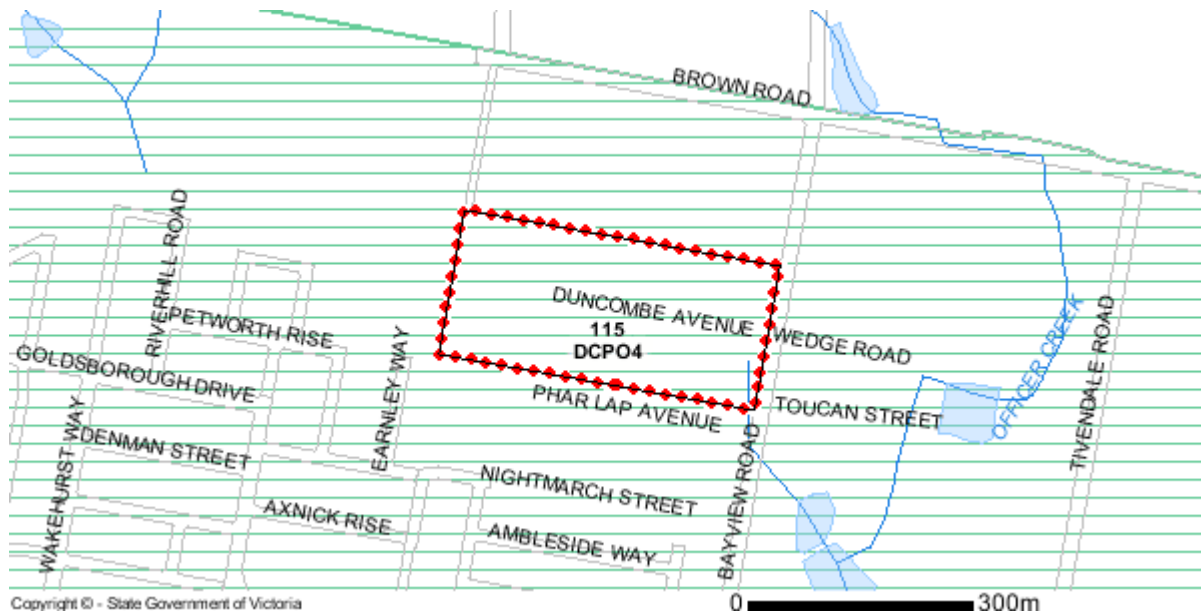 BROWN ROAD
RIVERHILL ROAD
PETWORTH RISE
DUNCOMBE AVENUE
WEDGE ROAD
115
DCPO4
GOLDSBOROUGH DRIVE
EARNLEY WAY
PHAR LAP AVENUE
TOUCAN STREET
OFFICER CREEK
TIVENDALE ROAD
WAKEHURST WAY
DENMAN STREET
NIGHTMARCH STREET
BAYVIEW ROAD
AXNICK RISE
AMBLESIDE WAY
Copyright © - State Government of Victoria
0 300m